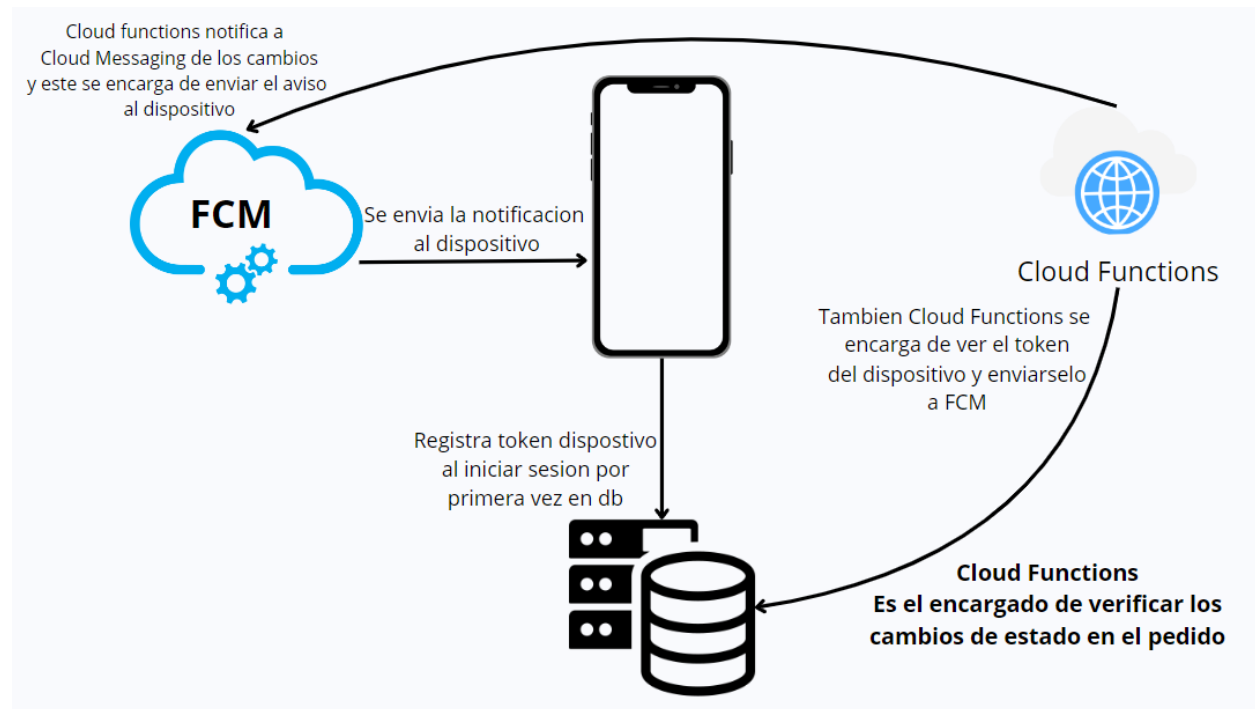 Cloud functions notifica a
Cloud Messaging de los cambios
y este se encarga de enviar el aviso
al dispositivo
FCM
Se envia la notificacion
al dispositivo
Cloud Functions
Tambien Cloud Functions se
encarga de ver el token
del dispositivo y enviarselo
a FCM
Registra token dispostivo
al iniciar sesion por
primera vez en db
Cloud Functions
Es el encargado de verificar los
cambios de estado en el pedido